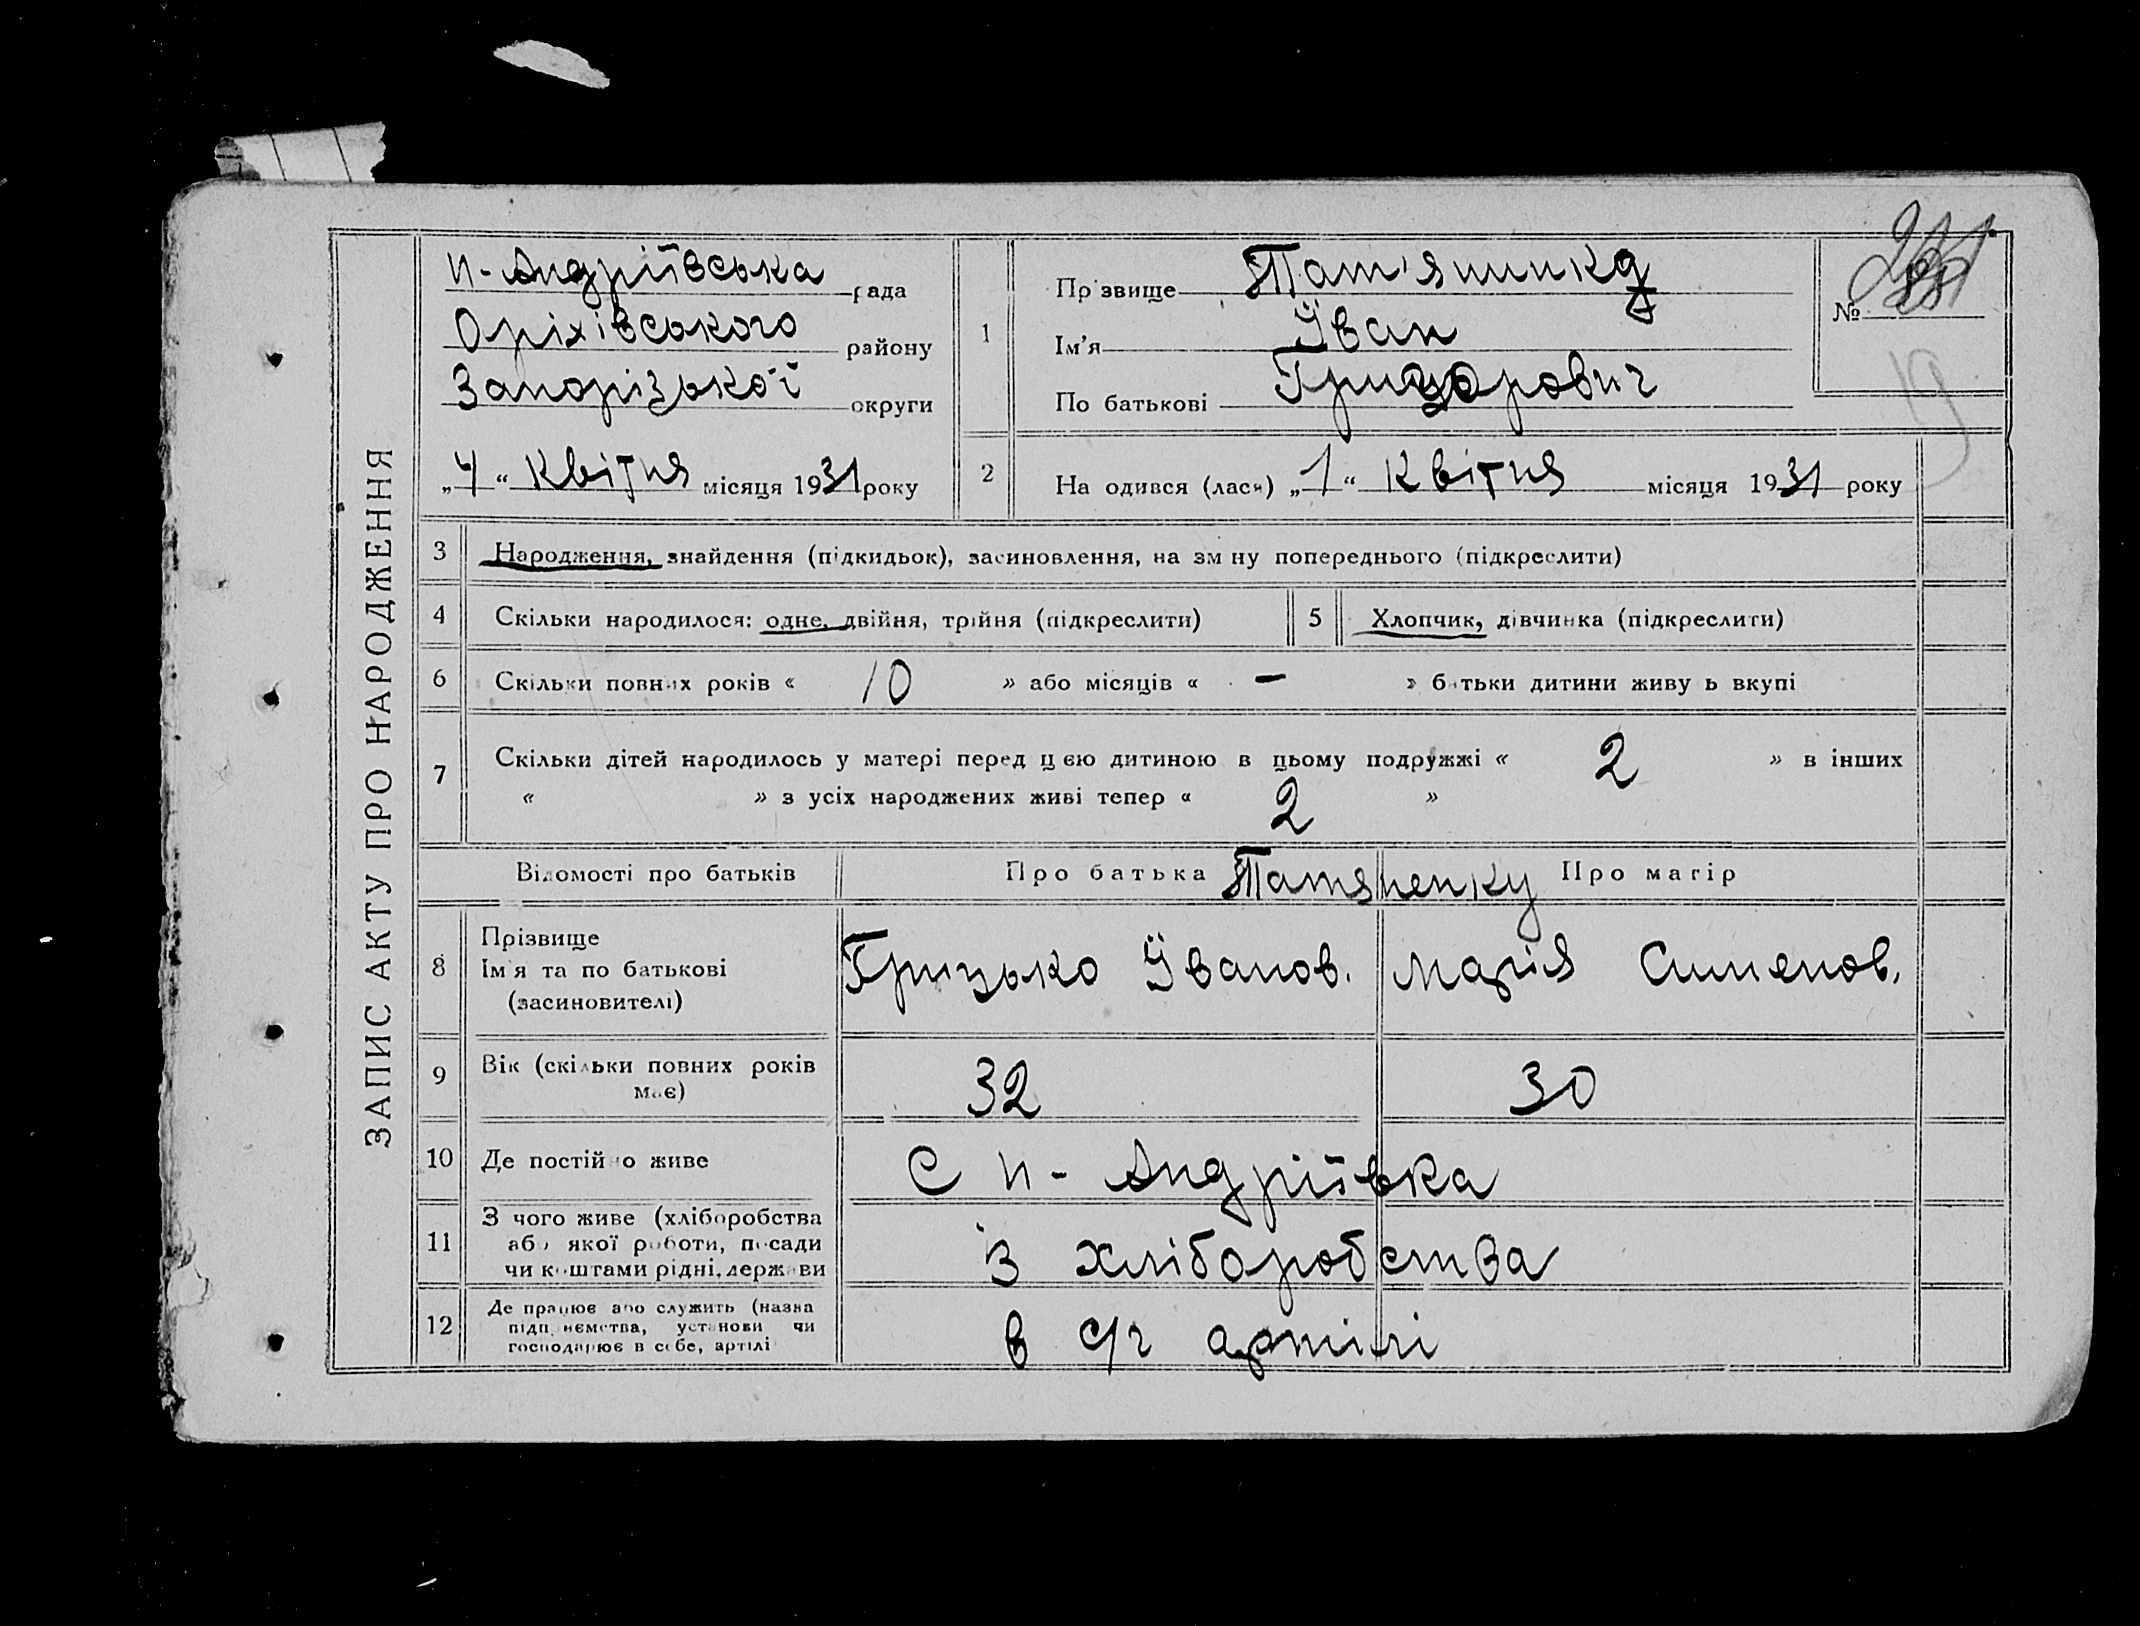 ЗАПИС АКТУ ПРО НАРОДЖЕННЯ
н-Андріївська рада
Оріхівського району
Запорізької округи
„4“ квітня місяця 1931 року
1
Прізвище Тат'янинко
Ім'я Іван
По батькові Григорович
№
2 Народився (лася) „1“ квітня місяця 1931 року
3 Народження, знайдення (підкидьок), засиновлення, на зміну попереднього (підкреслити)
4 Скільки народилося: одне, двійня, трійня (підкреслити) 5 Хлопчик, дівчинка (підкреслити)
6 Скільки повних років « 10 » або місяців « - » батьки дитини живуть вкупі
7 Скільки дітей народилось у матері перед цією дитиною в цьому подружжі « 2 » в інших
« » з усіх народжених живі тепер « 2 »
Відомості про батьків Про батька Про матір
Татяненку
8 Прізвище
Ім'я та по батькові
(засиновителі)
Грицько Іванов. Марія Сименов.
9 Вік (скільки повних років
має)
32 30
10 Де постійно живе С н-Андріївка
11 З чого живе (хліборобства
або якої роботи, посади
чи коштами рідні, держави
із хліборобства
12 Де працює або служить (назва
підприємства, установи чи
господарює в себе, артілі
в с/г артілі